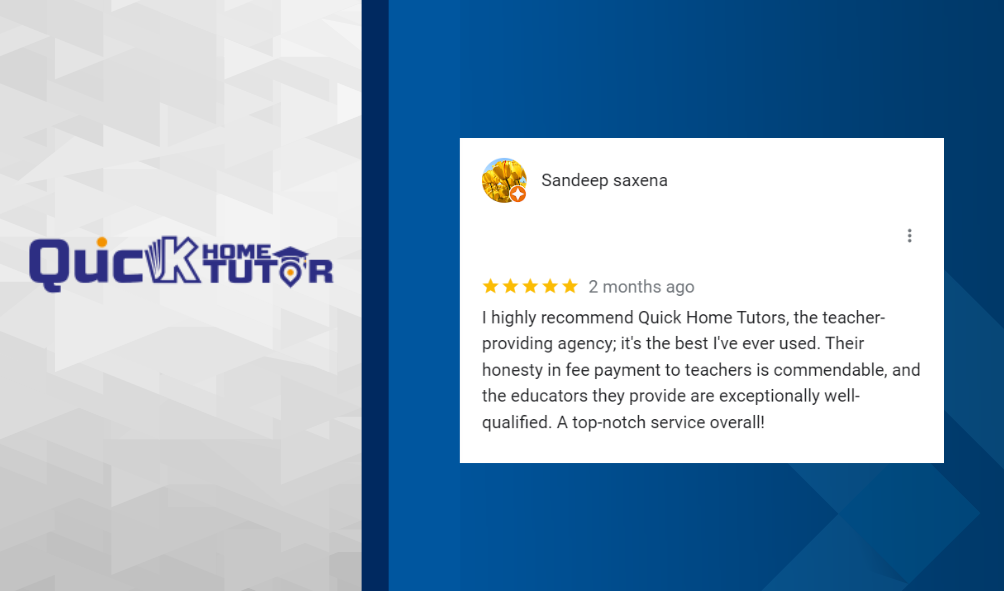 QUICK HOME TUTOR
Sandeep saxena
2 months ago
I highly recommend Quick Home Tutors, the teacher-
providing agency; it's the best I've ever used. Their
honesty in fee payment to teachers is commendable, and
the educators they provide are exceptionally well-
qualified. A top-notch service overall!